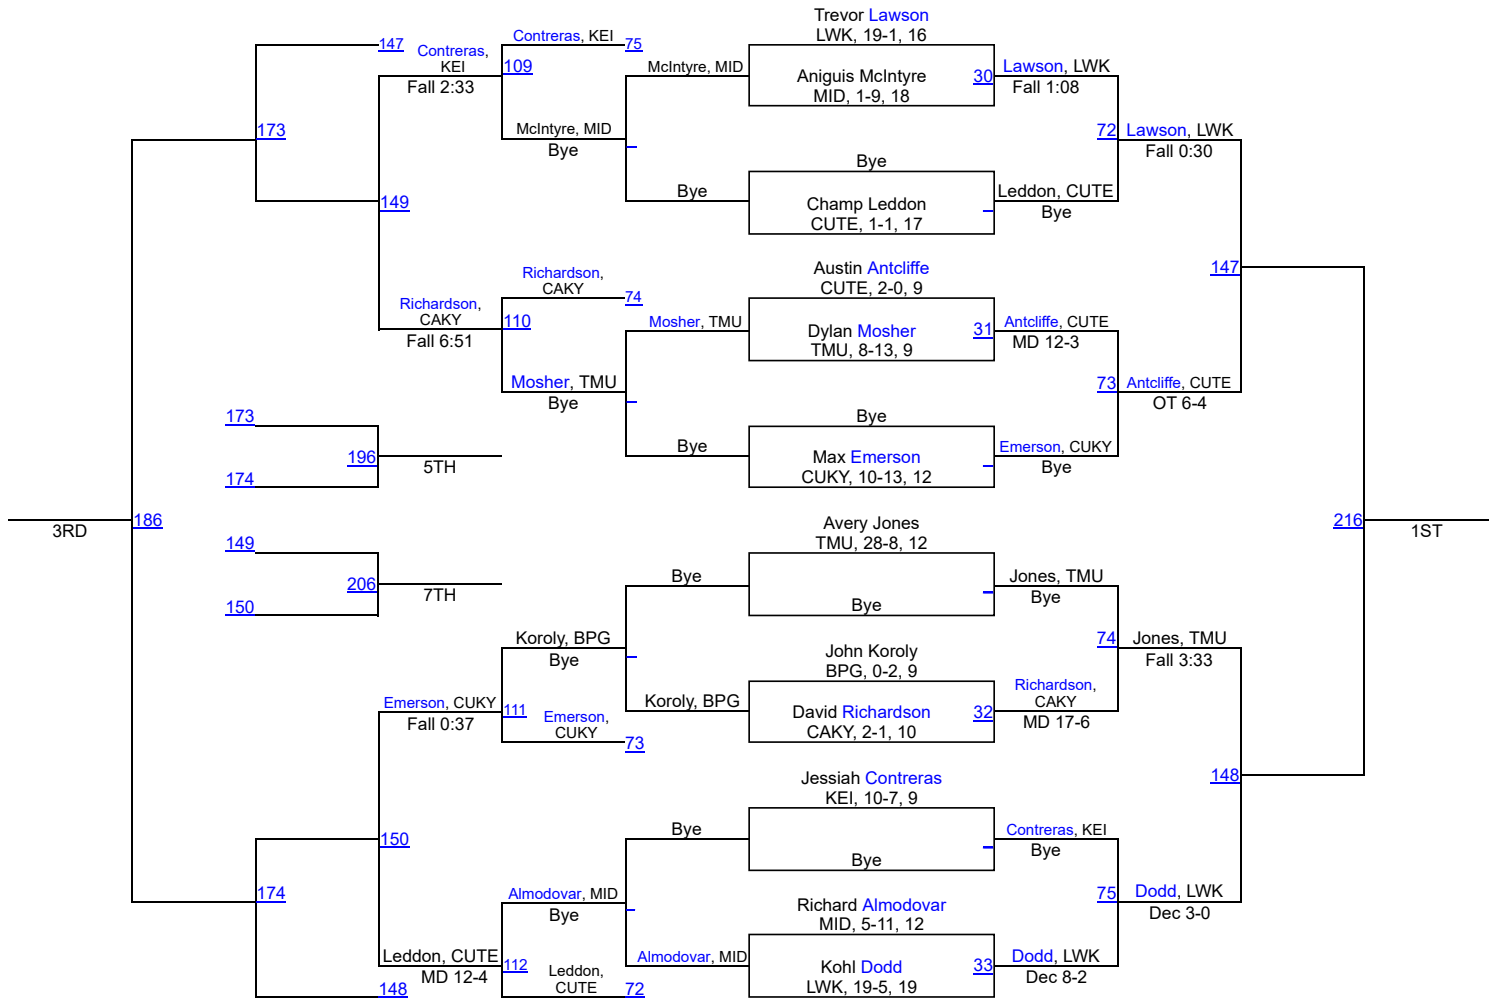 Trevor Lawson
LWK, 19-1, 16
147
Contreras,
KEI
Fall 2:33
Contreras, KEI
75
109
McIntyre, MID
Aniguis McIntyre
MID, 1-9, 18
30
Lawson, LWK
Fall 1:08
173
McIntyre, MID
Bye
72
Lawson, LWK
Fall 0:30
Bye
Bye
Champ Leddon
CUTE, 1-1, 17
Leddon, CUTE
Bye
149
Richardson,
CAKY
74
Austin Antcliffe
CUTE, 2-0, 9
147
Richardson,
CAKY
Fall 6:51
110
Mosher, TMU
Dylan Mosher
TMU, 8-13, 9
31
Antcliffe, CUTE
MD 12-3
Mosher, TMU
Bye
73
Antcliffe, CUTE
OT 6-4
173
196
174
5TH
Bye
Bye
Max Emerson
CUKY, 10-13, 12
Emerson, CUKY
Bye
3RD
186
Avery Jones
TMU, 28-8, 12
216
1ST
149
206
150
7TH
Bye
Bye
Jones, TMU
Bye
Koroly, BPG
Bye
John Koroly
BPG, 0-2, 9
74
Jones, TMU
Fall 3:33
Emerson, CUKY
Fall 0:37
111
Emerson,
CUKY
73
Koroly, BPG
David Richardson
CAKY, 2-1, 10
32
Richardson,
CAKY
MD 17-6
Jessiah Contreras
KEI, 10-7, 9
148
150
Bye
Bye
Contreras, KEI
Bye
174
Almodovar, MID
Bye
Richard Almodovar
MID, 5-11, 12
75
Dodd, LWK
Dec 3-0
Leddon, CUTE
MD 12-4
112
Leddon,
CUTE
72
Almodovar, MID
Kohl Dodd
LWK, 19-5, 19
33
Dodd, LWK
Dec 8-2
148